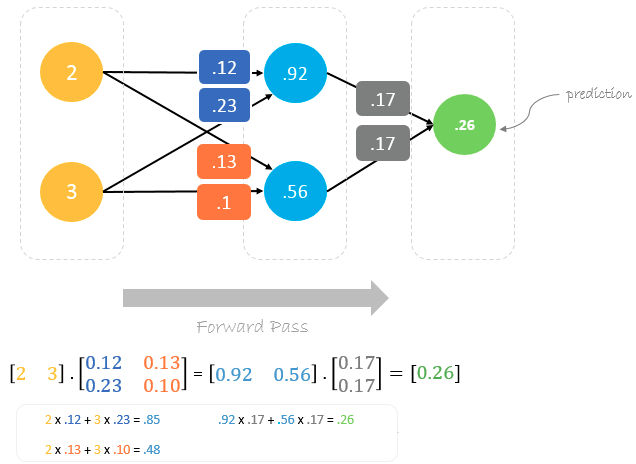 2
.12
.92
.23
.17
prediction
.26
.17
.13
3
.1
.56
Forward Pass
[2 3] . [0.12 0.13
0.23 0.10] = [0.92 0.56] . [0.17
0.17] = [0.26]
2 x .12 + 3 x .23 = .85
.92 x .17 + .56 x .17 = .26
2 x .13 + 3 x .10 = .48